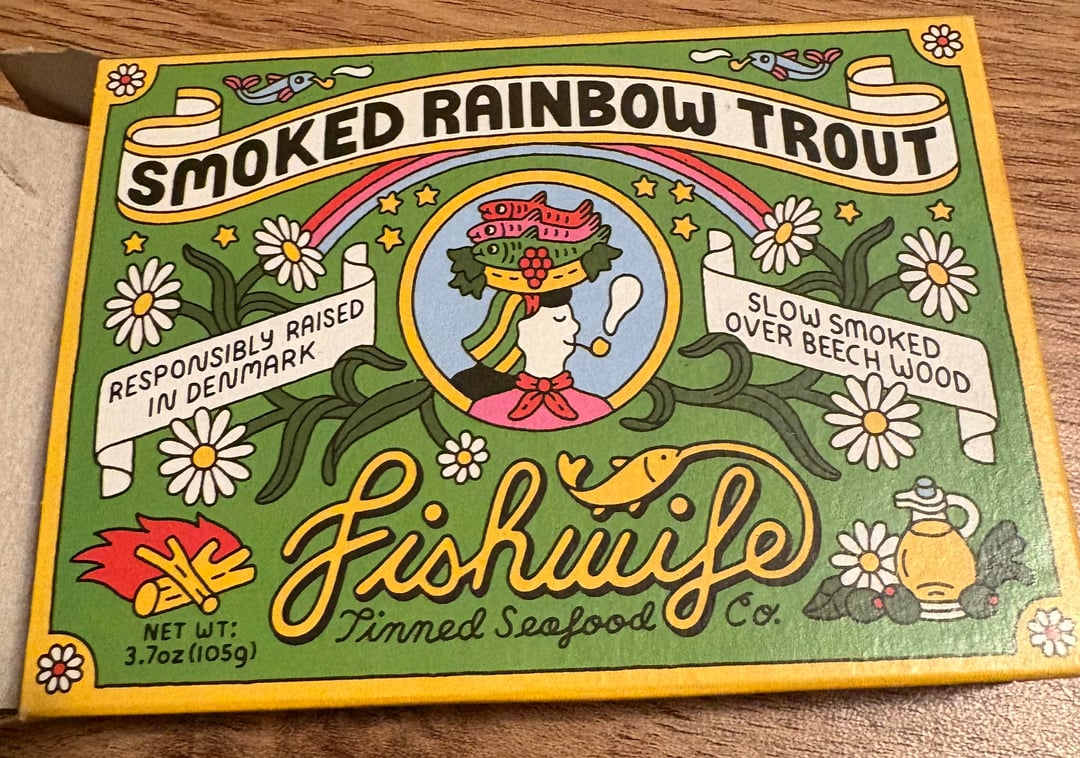 SMOKED RAINBOW TROUT
RESPONSIBLY RAISED
IN DENMARK
SLOW SMOKED
OVER BEECH WOOD
Fishwife
Tinned Seafood Co.
NET WT:
3.7oz (105g)